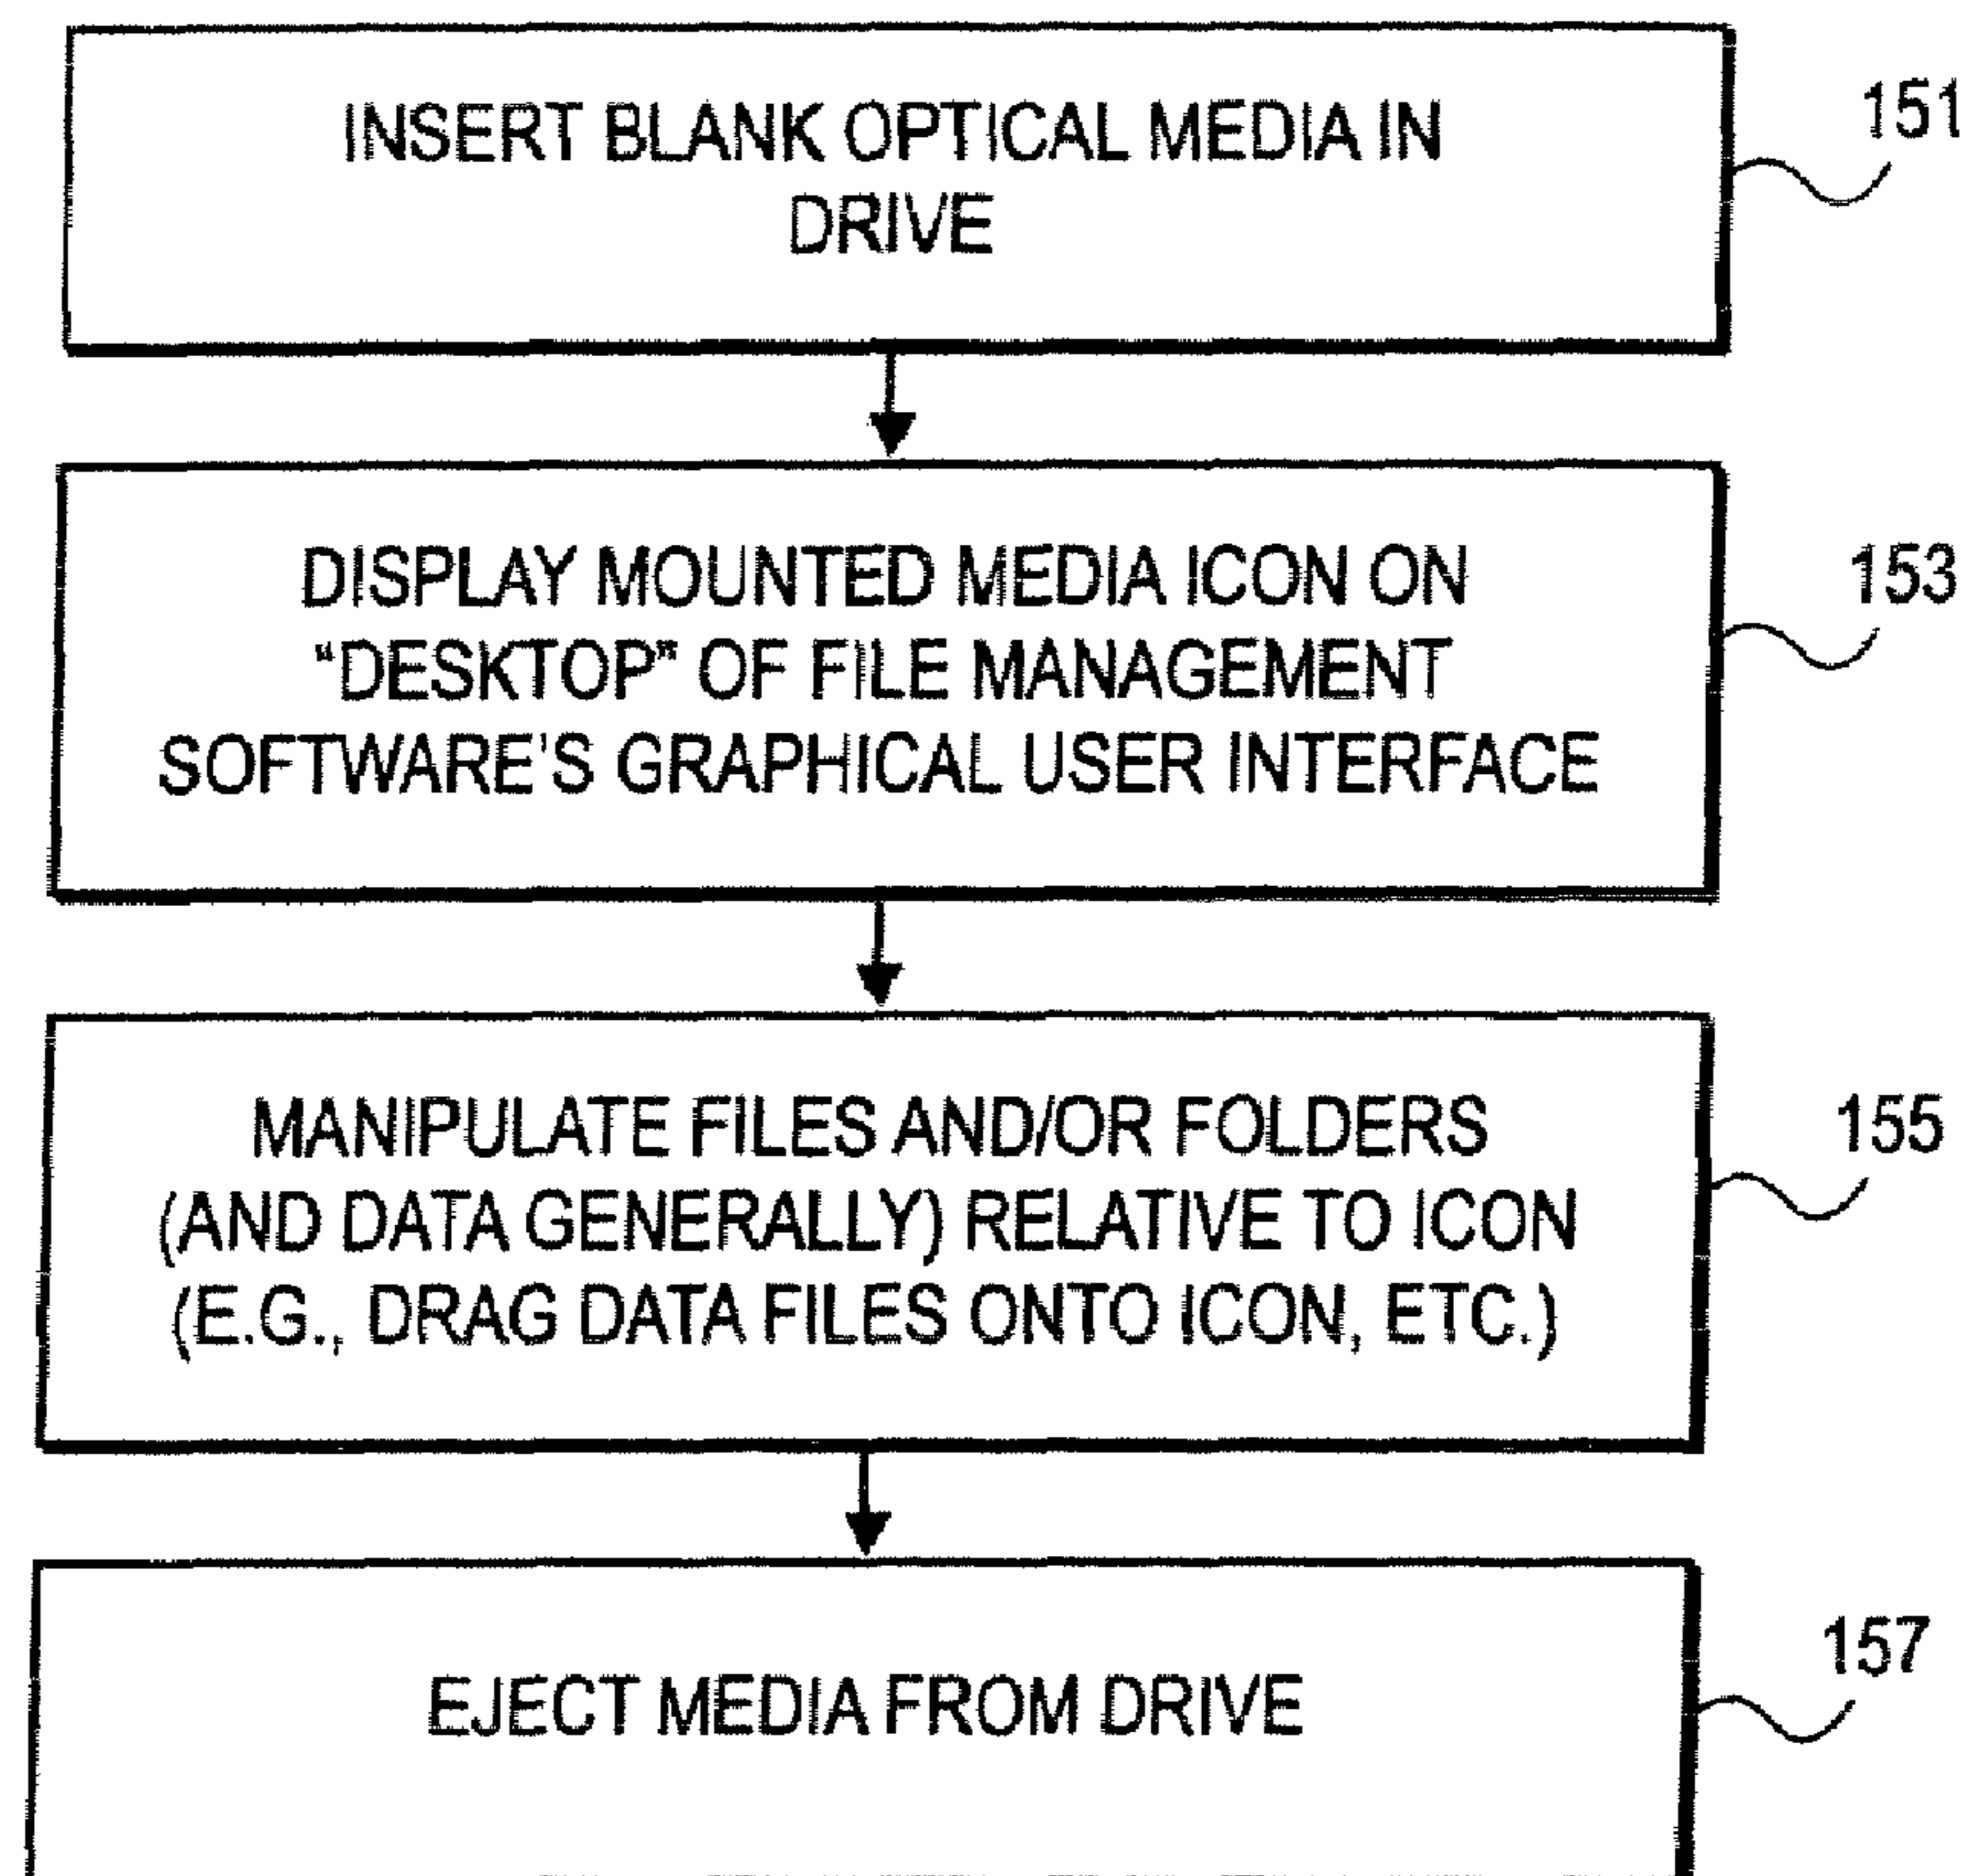 INSERT BLANK OPTICAL MEDIA IN
DRIVE
151
DISPLAY MOUNTED MEDIA ICON ON
“DESKTOP” OF FILE MANAGEMENT
SOFTWARE'S GRAPHICAL USER INTERFACE
153
MANIPULATE FILES AND/OR FOLDERS
(AND DATA GENERALLY) RELATIVE TO ICON
(E.G., DRAG DATA FILES ONTO ICON, ETC.)
155
EJECT MEDIA FROM DRIVE
157